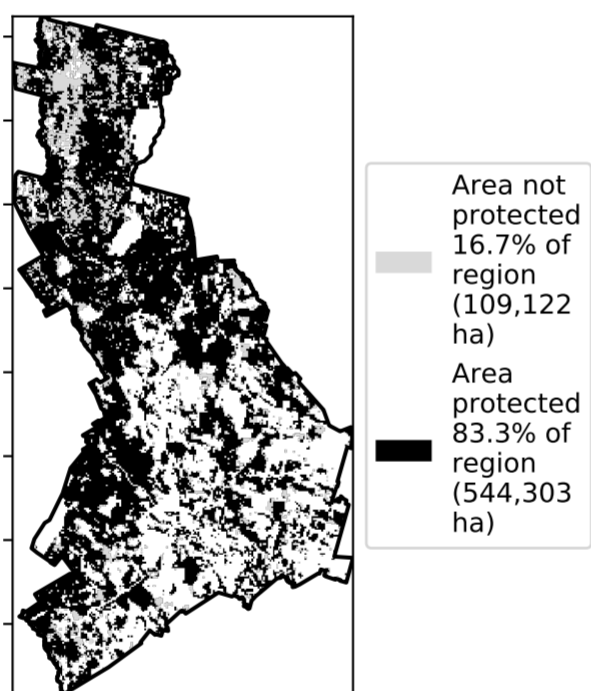 Area not
protected
16.7% of
region
(109,122
ha)
Area
protected
83.3% of
region
(544,303
ha)